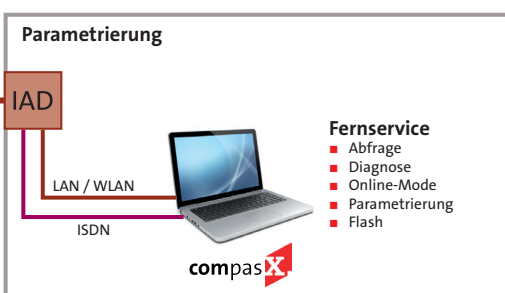 Parametrierung
IAD
Fernservice
Abfrage
Diagnose
Online-Mode
Parametrierung
Flash
LAN / WLAN
ISDN
compasX